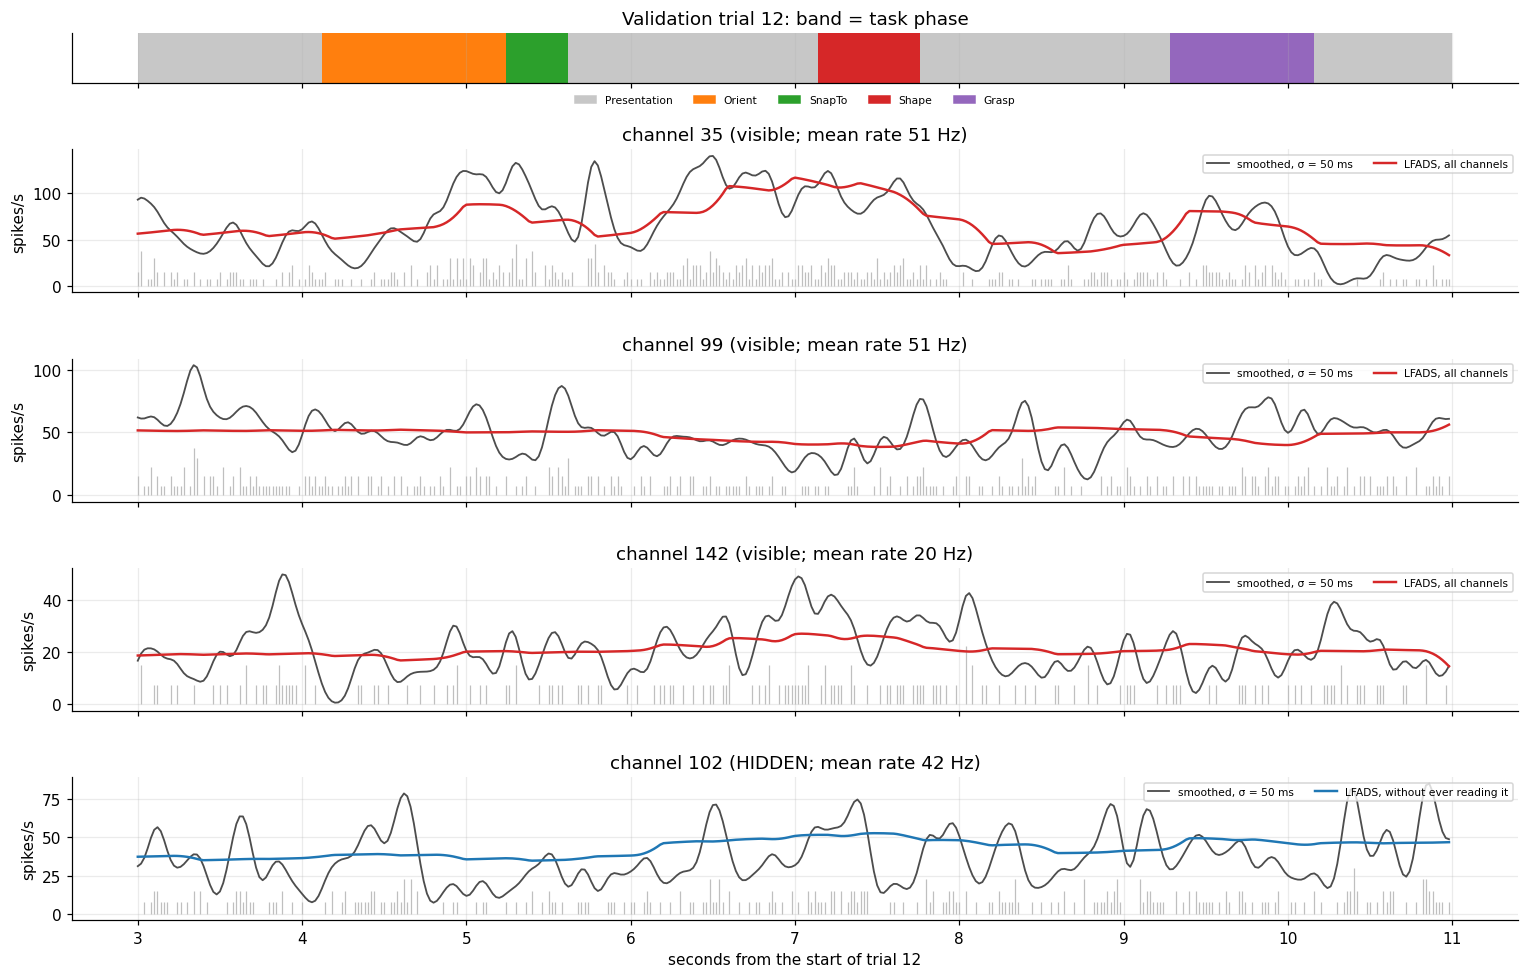 Validation trial 12: band = task phase
Presentation Orient SnapTo Shape Grasp
channel 35 (visible; mean rate 51 Hz)
smoothed, σ = 50 ms LFADS, all channels
spikes/s
100
50
0
channel 99 (visible; mean rate 51 Hz)
smoothed, σ = 50 ms LFADS, all channels
spikes/s
100
50
0
channel 142 (visible; mean rate 20 Hz)
smoothed, σ = 50 ms LFADS, all channels
spikes/s
40
20
0
channel 102 (HIDDEN; mean rate 42 Hz)
smoothed, σ = 50 ms LFADS, without ever reading it
spikes/s
75
50
25
0
3 4 5 6 7 8 9 10 11
seconds from the start of trial 12